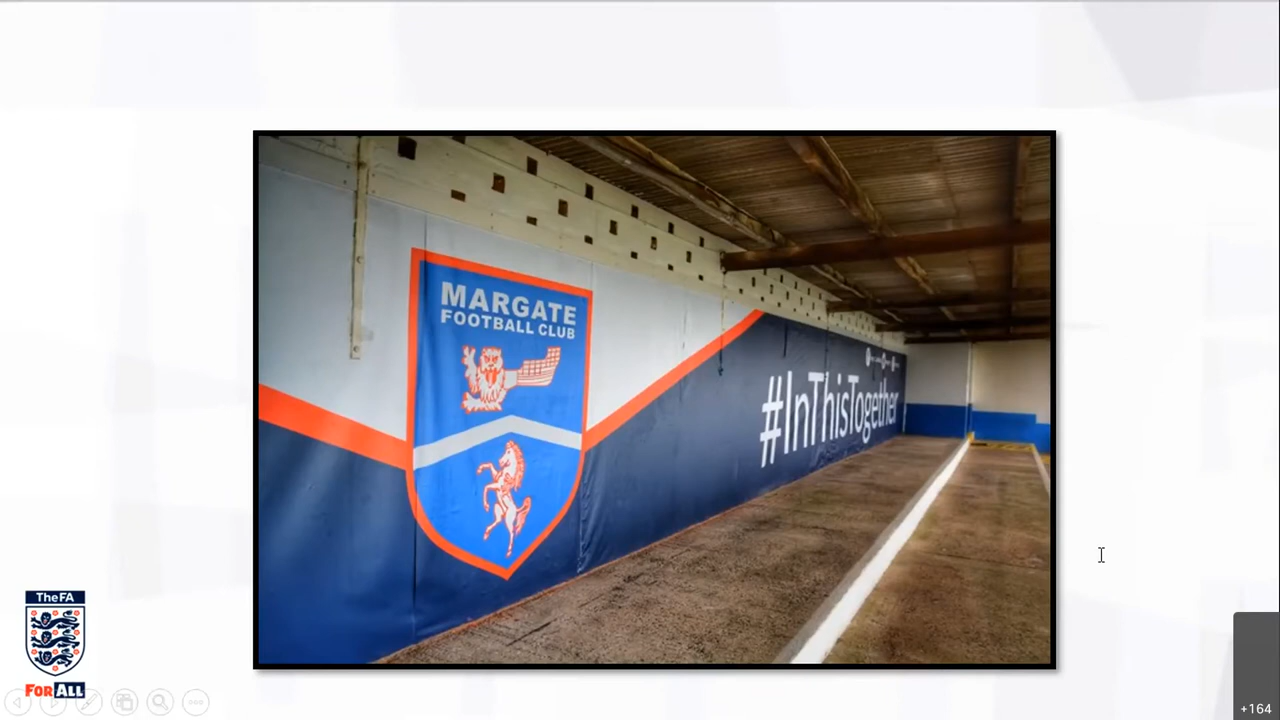 MARGATE
FOOTBALL CLUB
#InThisTogether
TheFA
FORALL
+164